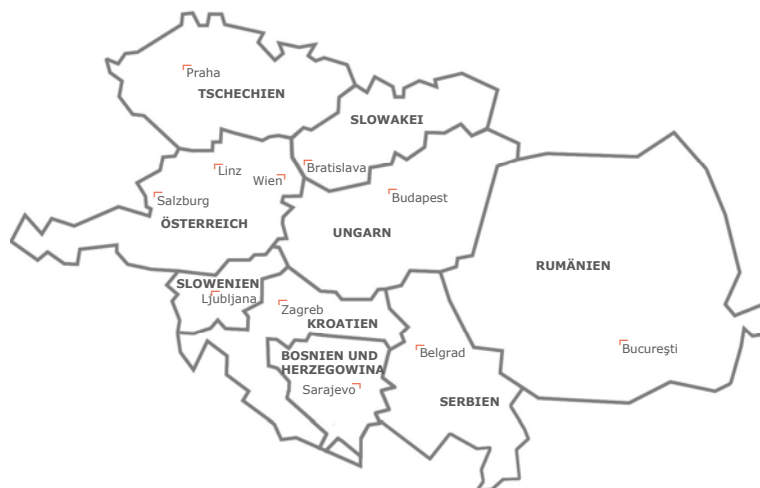 Praha
TSCHECHIEN
SLOWAKEI
Linz
Wien
Bratislava
Salzburg
Budapest
ÖSTERREICH
UNGARN
RUMÄNIEN
SLOWENIEN
Ljubljana
Zagreb
KROATIEN
Bucureşti
Belgrad
BOSNIEN UND
HERZEGOWINA
Sarajevo
SERBIEN